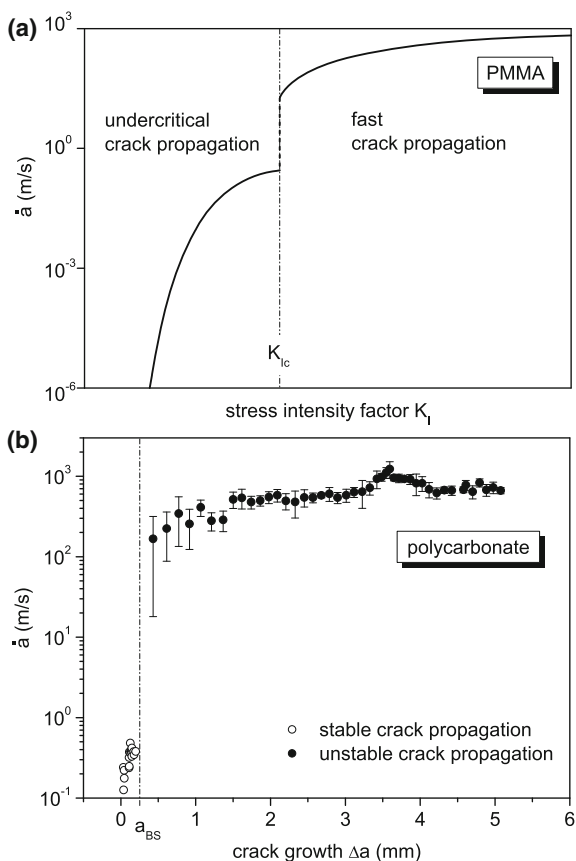 (a)
10³
PMMA
undercritical
crack propagation
fast
crack propagation
10⁰
ȧ (m/s)
10⁻³
K_Ic
10⁻⁶
stress intensity factor K_I
(b)
10³
polycarbonate
10²
ȧ (m/s)
10¹
10⁰
stable crack propagation
unstable crack propagation
10⁻¹
0 a_BS 1 2 3 4 5 6
crack growth Δa (mm)